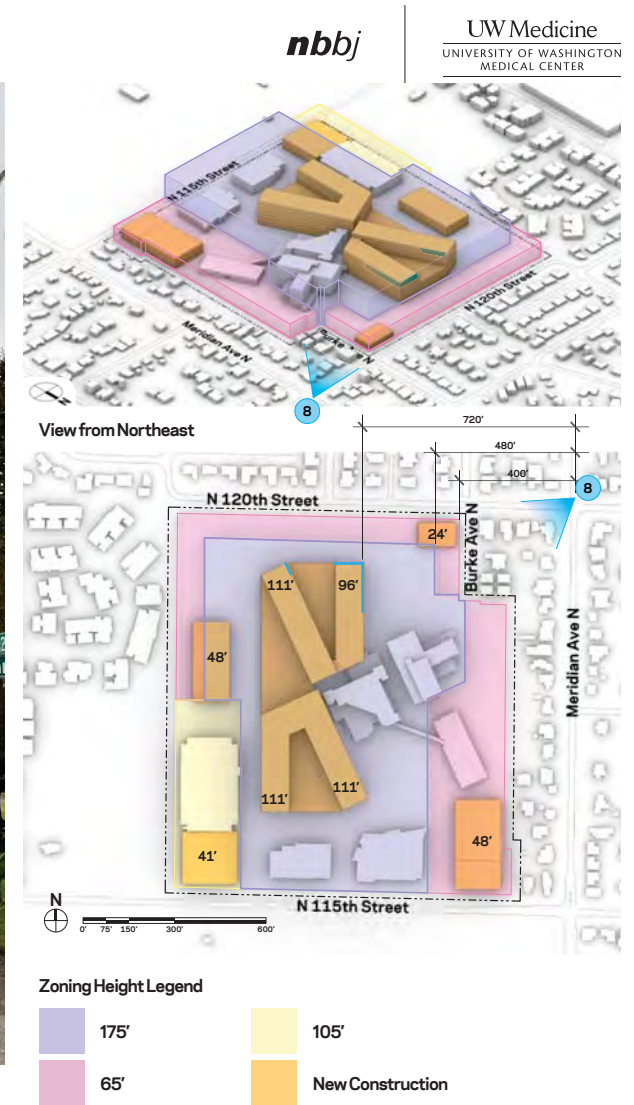 nbbj
UW Medicine
UNIVERSITY OF WASHINGTON
MEDICAL CENTER
N 115th Street
N 120th Street
Meridian Ave N
8
View from Northeast
720′
480′
400′
8
N 120th Street
24′
Burke Ave N
111′
96′
48′
Meridian Ave N
111′
111′
48′
41′
N
N 115th Street
0′ 75′ 150′ 300′ 600′
Zoning Height Legend
175′
105′
65′
New Construction